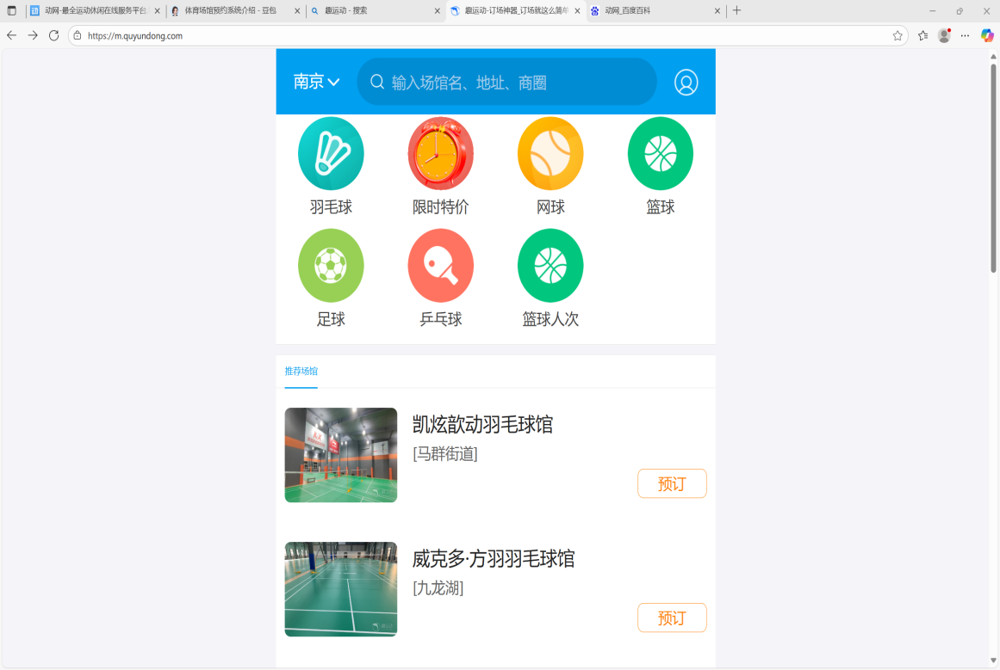 动网-最全运动休闲在线服务平台
体育场馆预约系统介绍 - 豆包
趣运动 - 搜索
趣运动-订场神器_订场就这么简单
动网_百度百科
https://m.quyundong.com
南京
输入场馆名、地址、商圈
羽毛球
限时特价
网球
篮球
足球
乒乓球
篮球人次
推荐场馆
凯炫歆动羽毛球馆
[马群街道]
预订
威克多·方羽羽毛球馆
[九龙湖]
预订